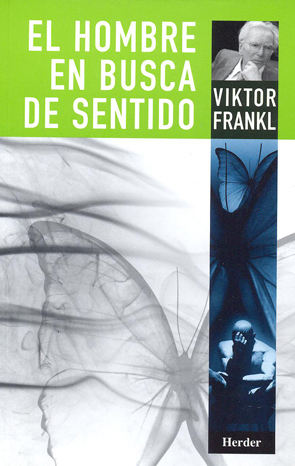 EL HOMBRE
EN BUSCA
DE SENTIDO
VIKTOR
FRANKL
Herder